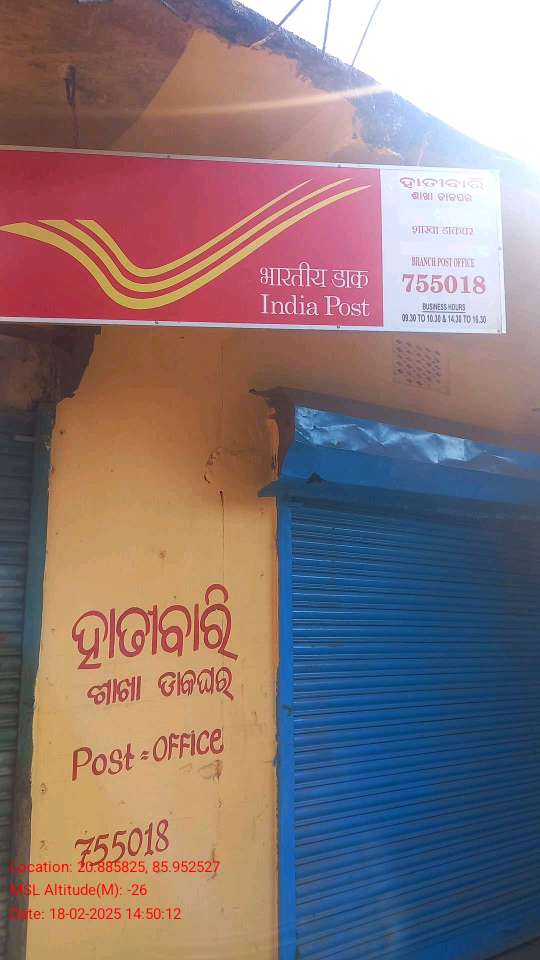 भारतीय डाक
India Post
ହାତୀବାରି
ଶାଖା ଡାକଘର
शाखा डाकघर
BRANCH POST OFFICE
755018
BUSINESS HOURS
09.30 TO 10.30 & 14.30 TO 16.30
ହାତୀବାରି
ଶାଖା ଡାକଘର
Post = OFFICe
755018
Location: 20.885825, 85.952527
MSL Altitude(M): -26
Date: 18-02-2025 14:50:12